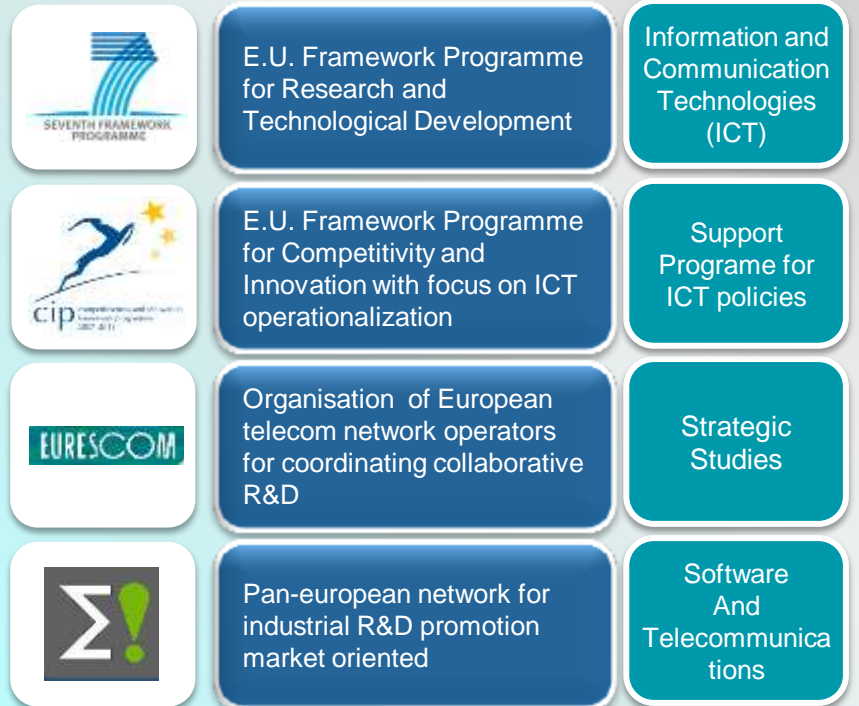 SEVENTH FRAMEWORK
PROGRAMME
E.U. Framework Programme
for Research and
Technological Development
Information and
Communication
Technologies
(ICT)
cip
E.U. Framework Programme
for Competitivity and
Innovation with focus on ICT
operationalization
Support
Programe for
ICT policies
EURESCOM
Organisation of European
telecom network operators
for coordinating collaborative
R&D
Strategic
Studies
Σ!
Pan-european network for
industrial R&D promotion
market oriented
Software
And
Telecommunica
tions